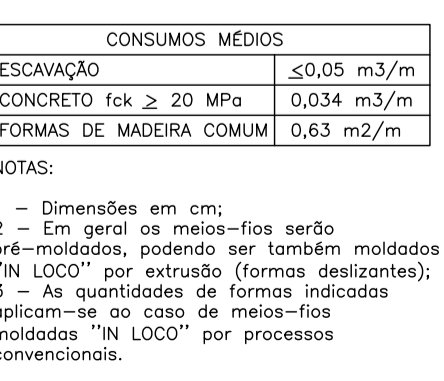 CONSUMOS MÉDIOS
ESCAVAÇÃO ≤0,05 m3/m
CONCRETO fck ≥ 20 MPa 0,034 m3/m
FORMAS DE MADEIRA COMUM 0,63 m2/m
NOTAS:
– Dimensões em cm;
2 – Em geral os meios–fios serão
pré–moldados, podendo ser também moldados
"IN LOCO" por extrusão (formas deslizantes);
3 – As quantidades de formas indicadas
aplicam–se ao caso de meios–fios
moldadas "IN LOCO" por processos
convencionais.